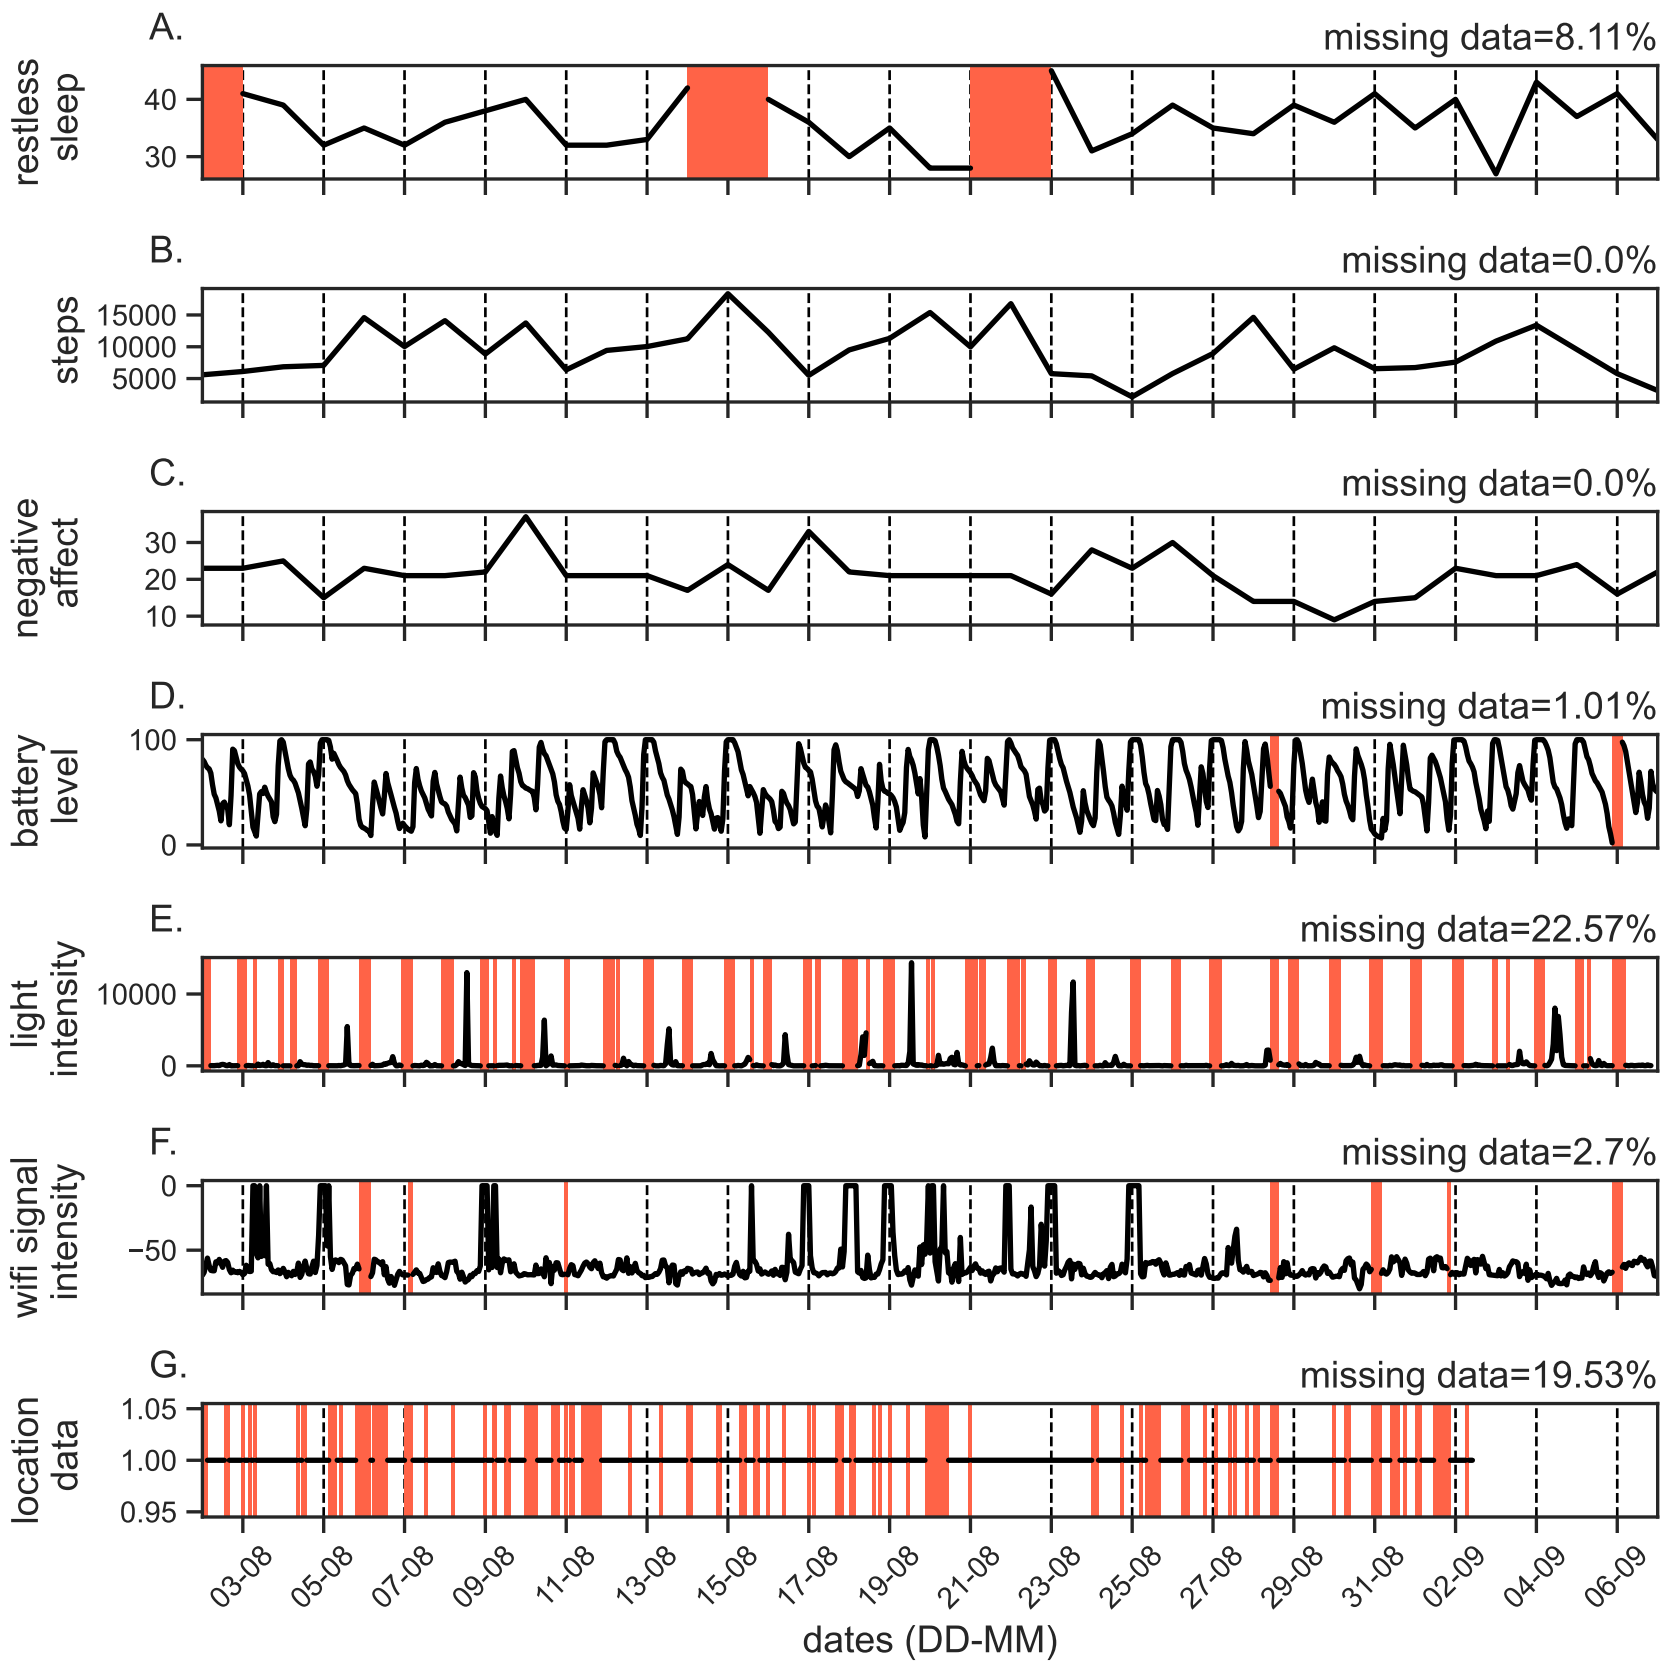 A.
missing data=8.11%
restless
sleep
40
30
B.
missing data=0.0%
steps
15000
10000
5000
C.
missing data=0.0%
negative
affect
30
20
10
D.
missing data=1.01%
battery
level
100
0
E.
missing data=22.57%
light
intensity
10000
0
F.
missing data=2.7%
wifi signal
intensity
0
−50
G.
missing data=19.53%
location
data
1.05
1.00
0.95
03-08 05-08 07-08 09-08 11-08 13-08 15-08 17-08 19-08 21-08 23-08 25-08 27-08 29-08 31-08 02-09 04-09 06-09
dates (DD-MM)